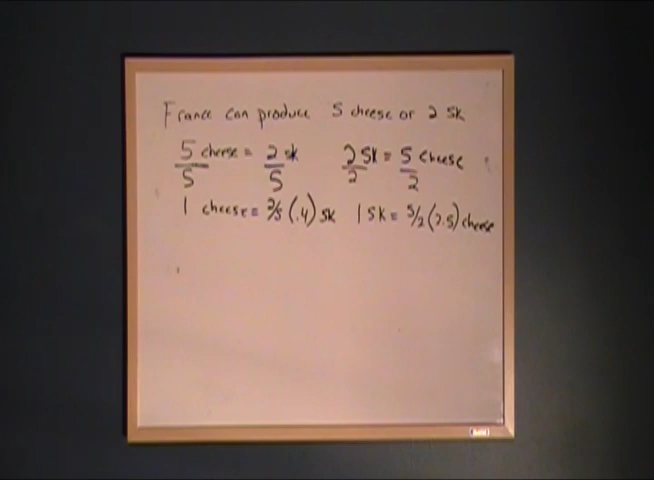 France can produce 5 cheese or 2 sk
5 cheese = 2 sk 2 SK = 5 cheese
5 5 2 2
1 cheese = 2/5 (.4) sk 1 SK = 5/2 (2.5) cheese